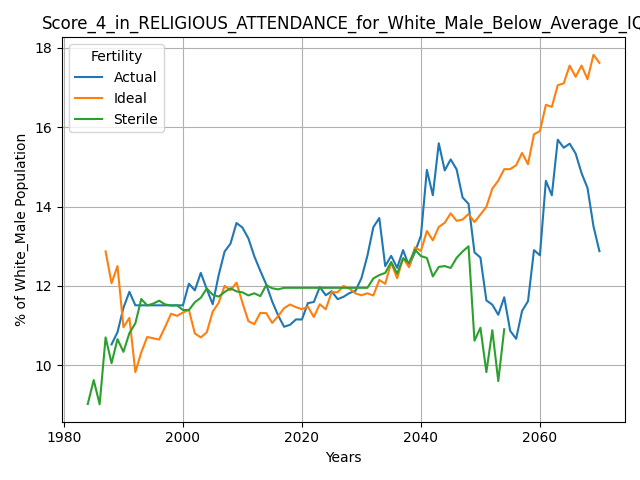 Score_4_in_RELIGIOUS_ATTENDANCE_for_White_Male_Below_Average_IQ
Fertility
Actual
Ideal
Sterile
% of White_Male Population
18
16
14
12
10
1980
2000
2020
2040
2060
Years